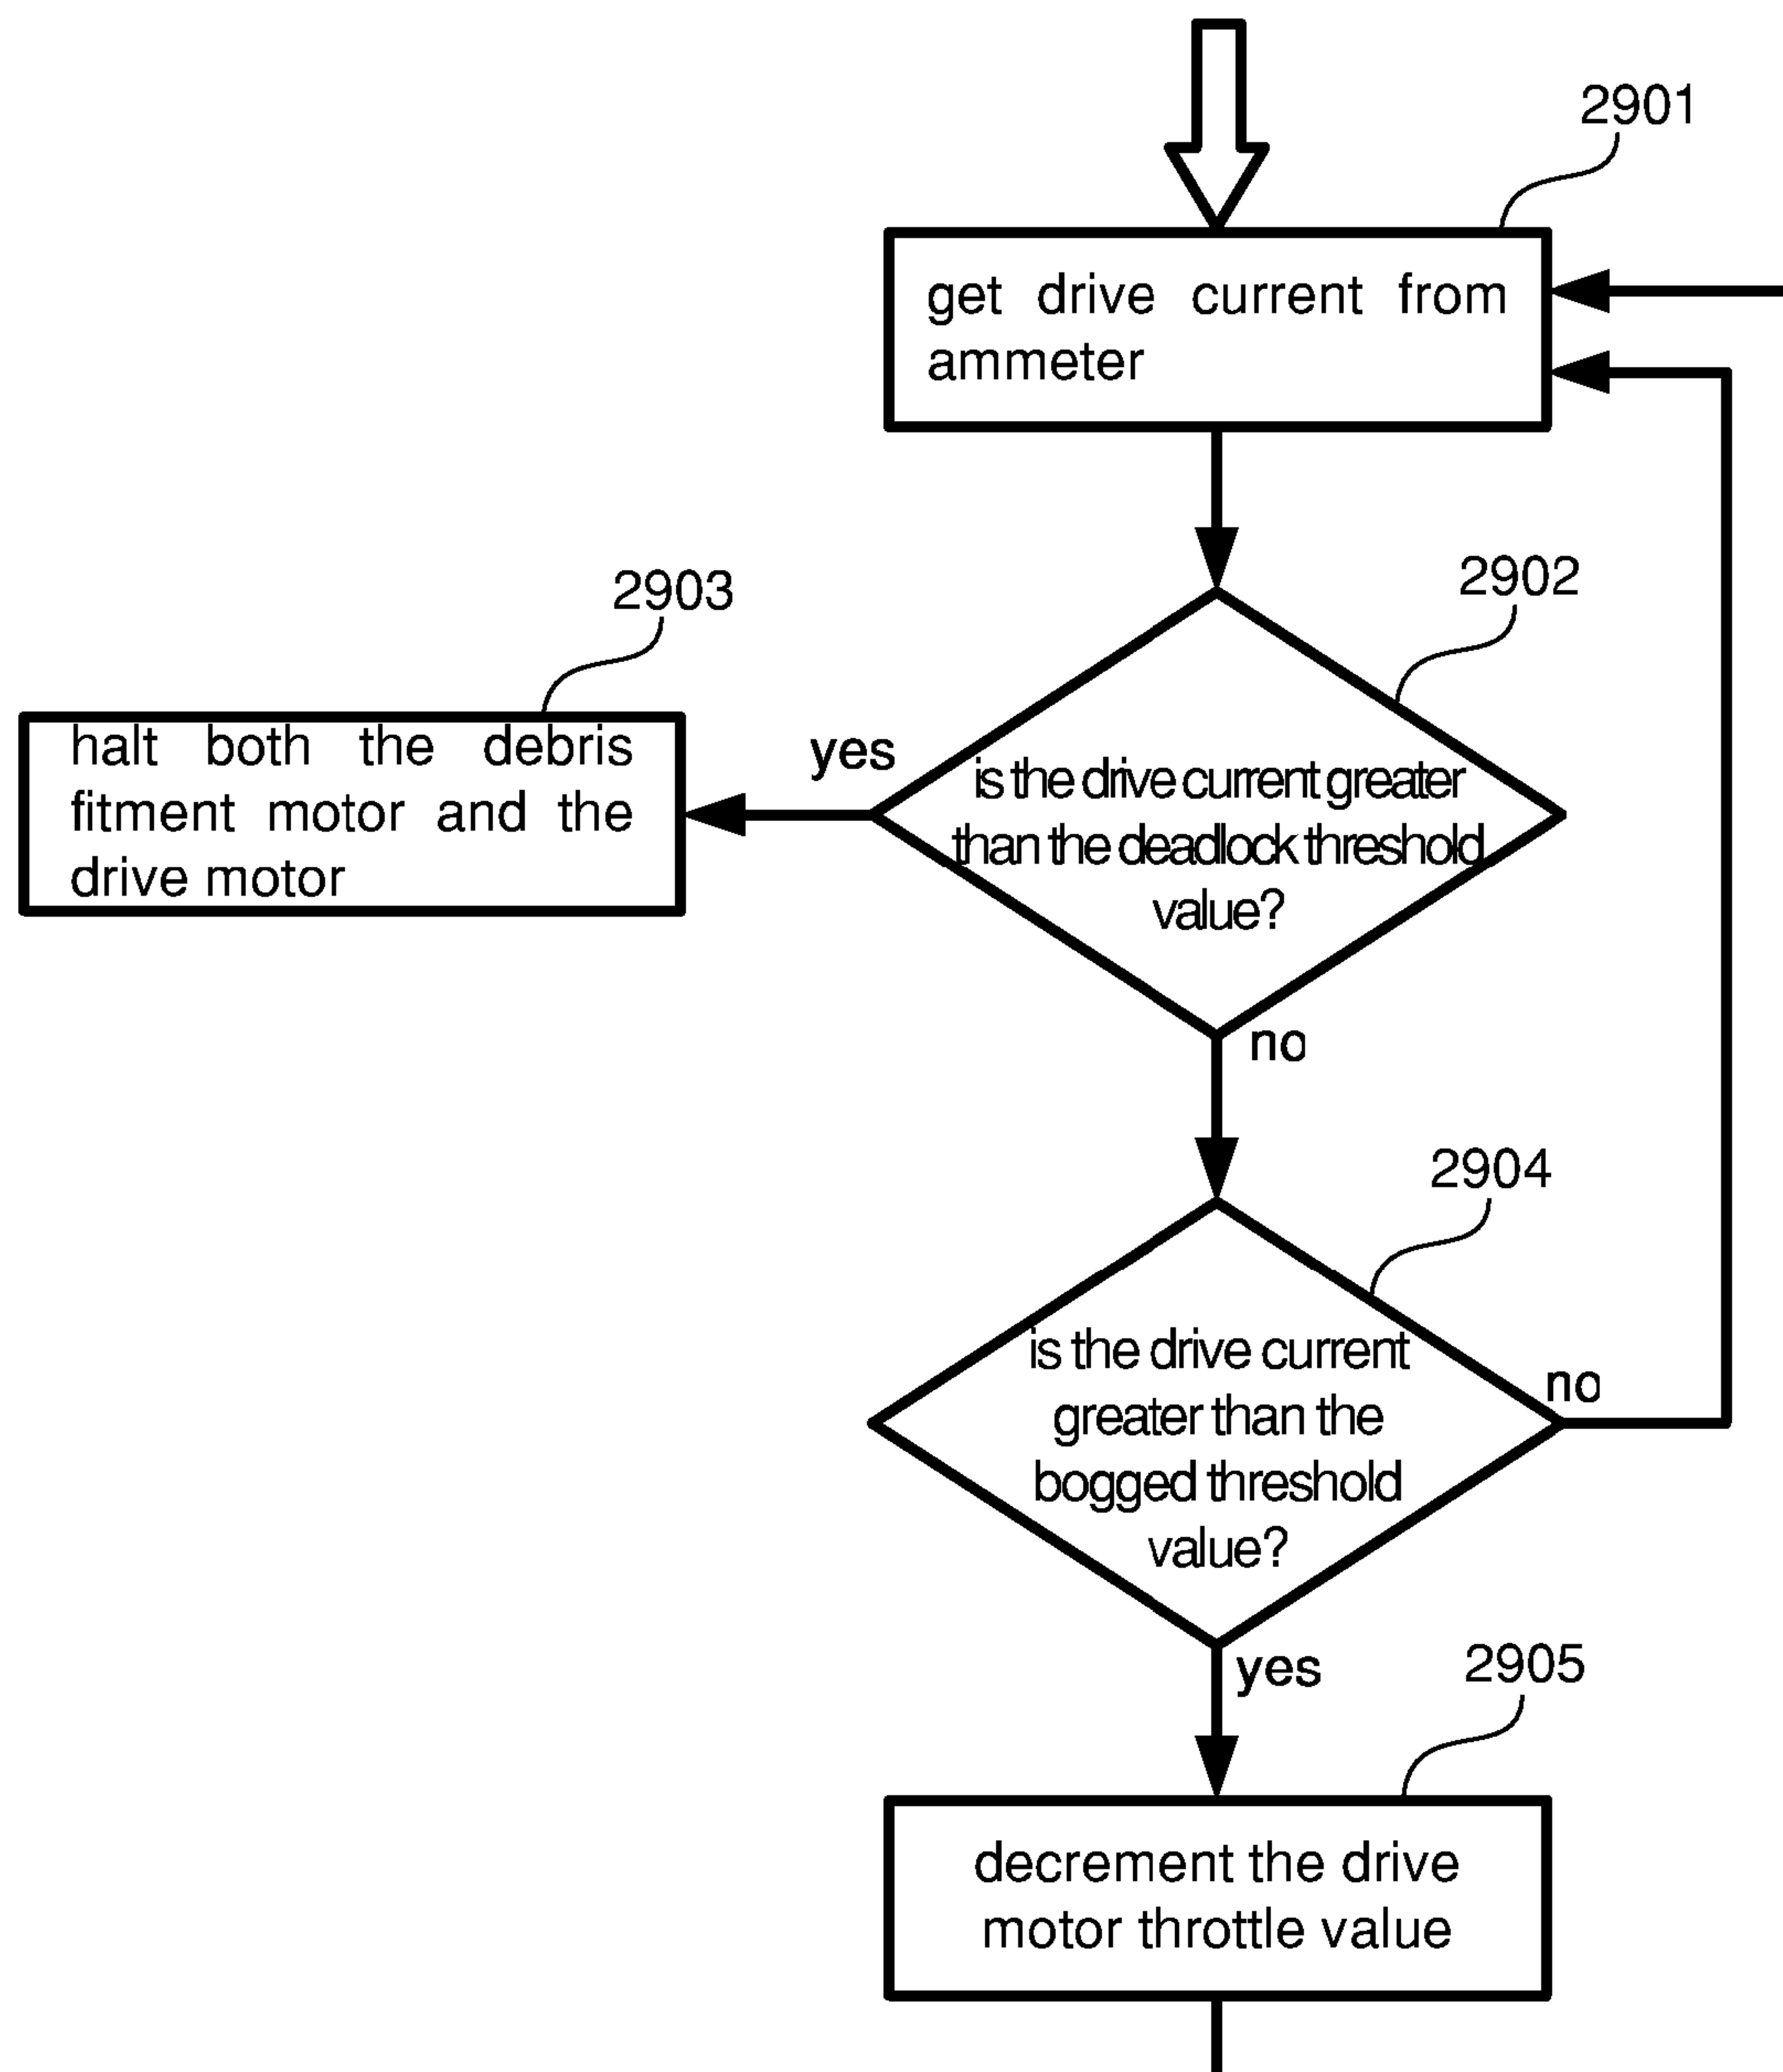 2901
get drive current from
ammeter
2902
2903
yes
is the drive current greater
than the deadlock threshold
value?
halt both the debris
fitment motor and the
drive motor
no
2904
is the drive current
greater than the
bogged threshold
value?
no
yes
2905
decrement the drive
motor throttle value